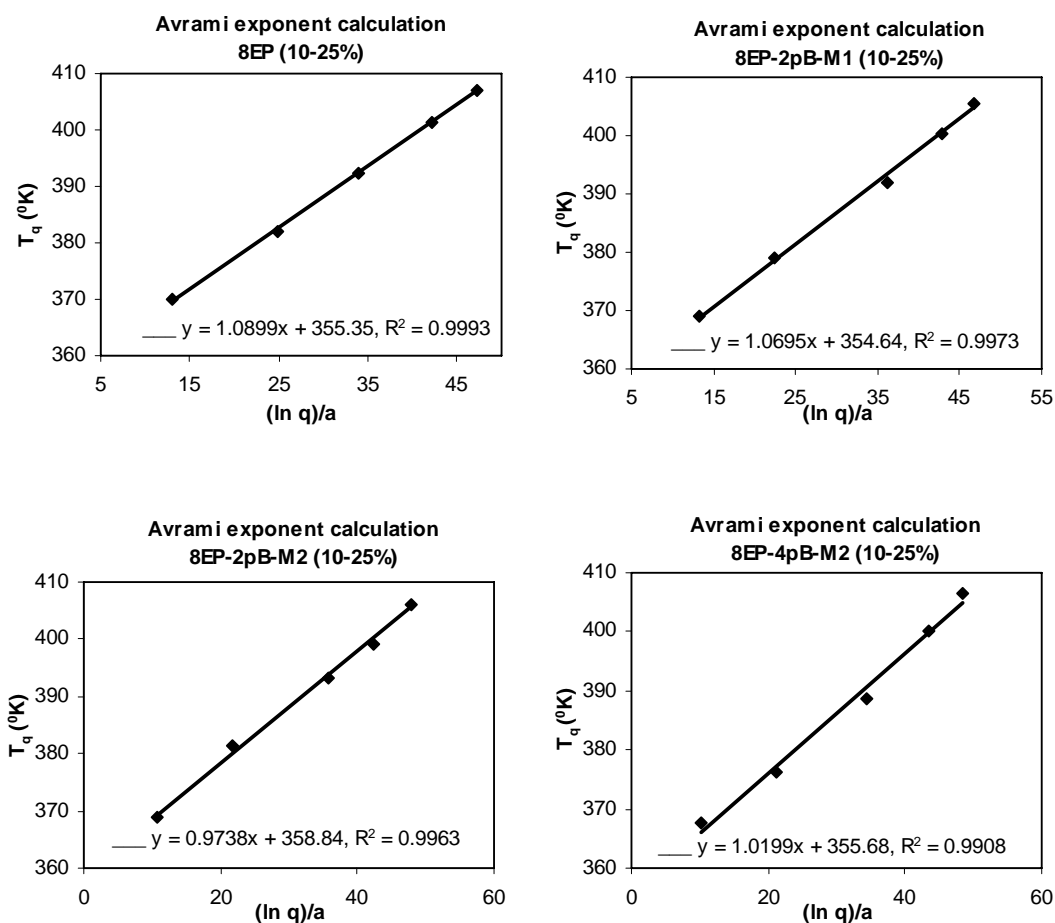 Avrami exponent calculation
8EP (10-25%)
410
400
390
380
370
360
T_q (⁰K)
___ y = 1.0899x + 355.35, R² = 0.9993
5
25
35
45
(ln q)/a
Avrami exponent calculation
8EP-2pB-M1 (10-25%)
410
400
390
380
370
360
T_q (⁰K)
___ y = 1.0695x + 354.64, R² = 0.9973
5
15
25
35
45
55
(ln q)/a
Avrami exponent calculation
8EP-2pB-M2 (10-25%)
410
400
390
380
370
360
T_q (⁰K)
___ y = 0.9738x + 358.84, R² = 0.9963
0
20
40
60
(ln q)/a
Avrami exponent calculation
8EP-4pB-M2 (10-25%)
410
400
390
380
370
360
T_q (⁰K)
___ y = 1.0199x + 355.68, R² = 0.9908
0
20
40
60
(ln q)/a